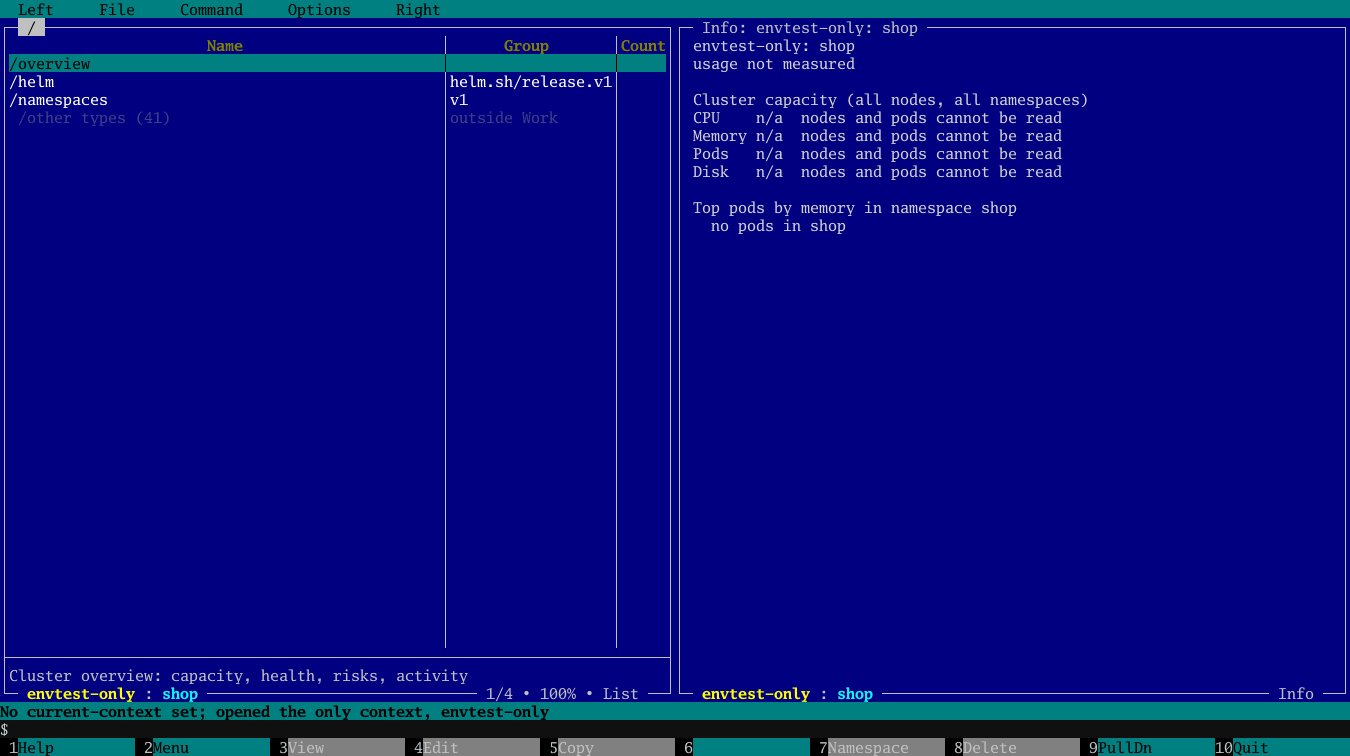 Left File Command Options Right
/
Name Group Count
/overview
/helm helm.sh/release.v1
/namespaces v1
/other types (41) outside Work
Cluster overview: capacity, health, risks, activity
envtest-only : shop 1/4 • 100% • List
Info: envtest-only: shop
envtest-only: shop
usage not measured
Cluster capacity (all nodes, all namespaces)
CPU n/a nodes and pods cannot be read
Memory n/a nodes and pods cannot be read
Pods n/a nodes and pods cannot be read
Disk n/a nodes and pods cannot be read
Top pods by memory in namespace shop
no pods in shop
envtest-only : shop Info
No current-context set; opened the only context, envtest-only
$
1Help 2Menu 3View 4Edit 5Copy 6 7Namespace 8Delete 9PullDn 10Quit